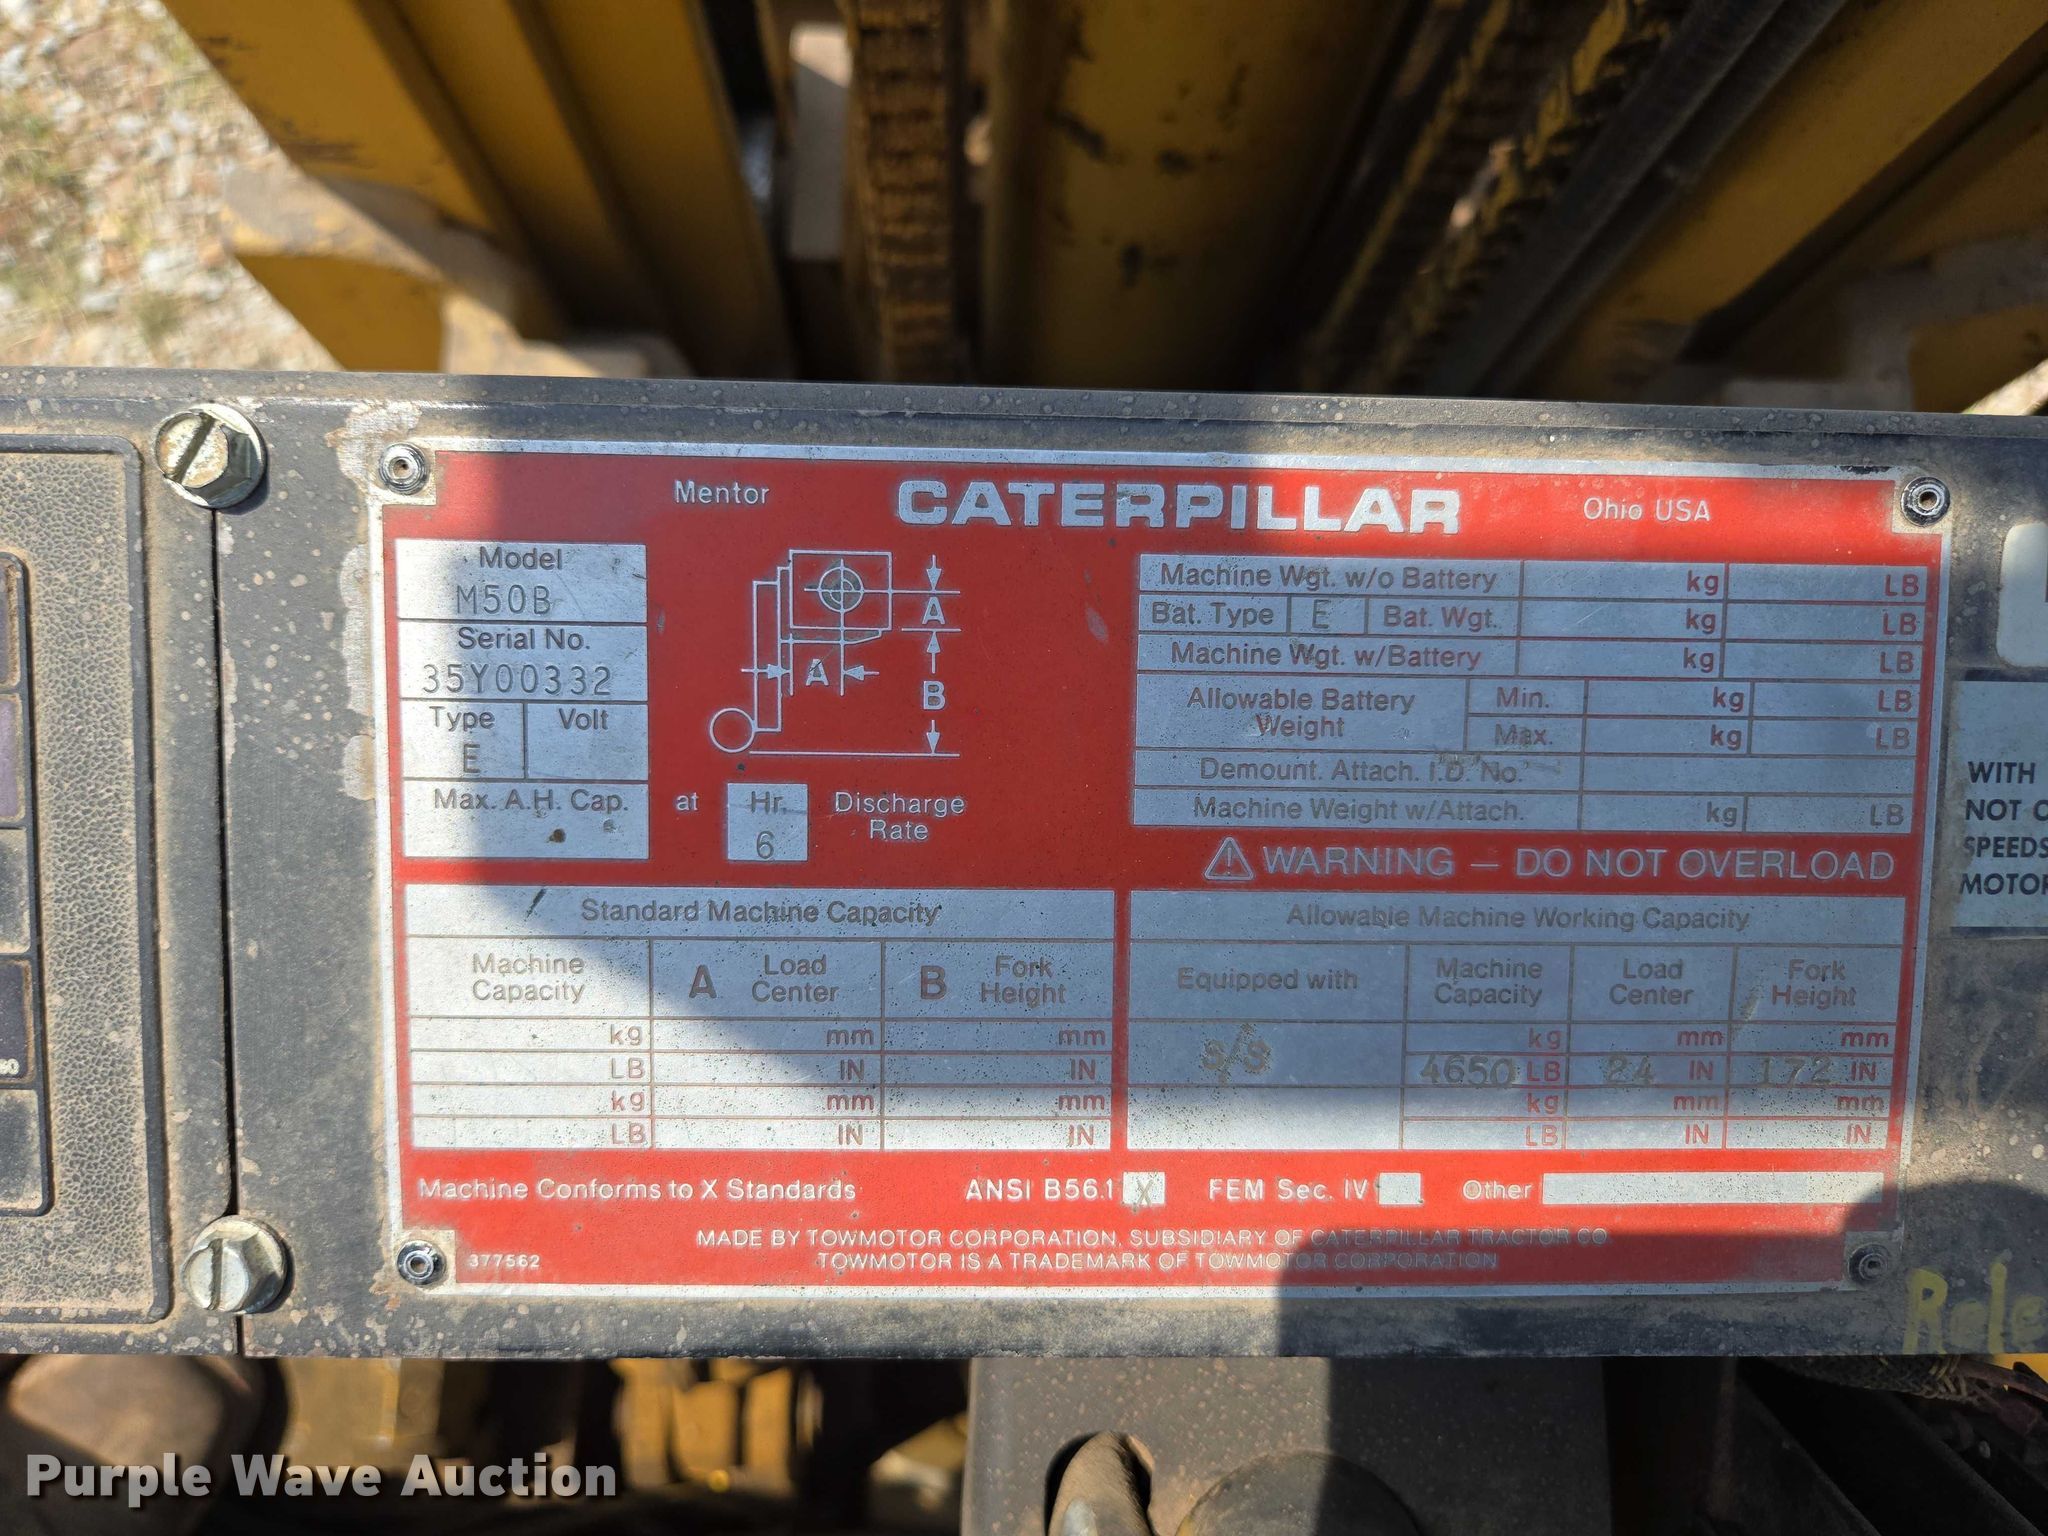 Mentor CATERPILLAR Ohio USA
Model
M50B
Serial No.
35Y00332
Type Volt
E
Max. A.H. Cap. at Hr. Discharge Rate
6
A
A
B
Machine Wgt. w/o Battery kg LB
Bat. Type E Bat. Wgt. kg LB
Machine Wgt. w/Battery kg LB
Allowable Battery Weight Min. kg LB
Max. kg LB
Demount. Attach. I.D. No.
Machine Weight w/Attach. kg LB
WARNING — DO NOT OVERLOAD
Standard Machine Capacity
Machine Capacity A Load Center B Fork Height
kg mm mm
LB IN IN
kg mm mm
LB IN IN
Allowable Machine Working Capacity
Equipped with Machine Capacity Load Center Fork Height
kg mm mm
S/S 4650 LB 24 IN 172 IN
kg mm mm
LB IN IN
Machine Conforms to X Standards ANSI B56.1 X FEM Sec. IV Other
MADE BY TOWMOTOR CORPORATION, SUBSIDIARY OF CATERPILLAR TRACTOR CO.
TOWMOTOR IS A TRADEMARK OF TOWMOTOR CORPORATION
377562
WITH
NOT
SPEEDS
MOTOR
Purple Wave Auction